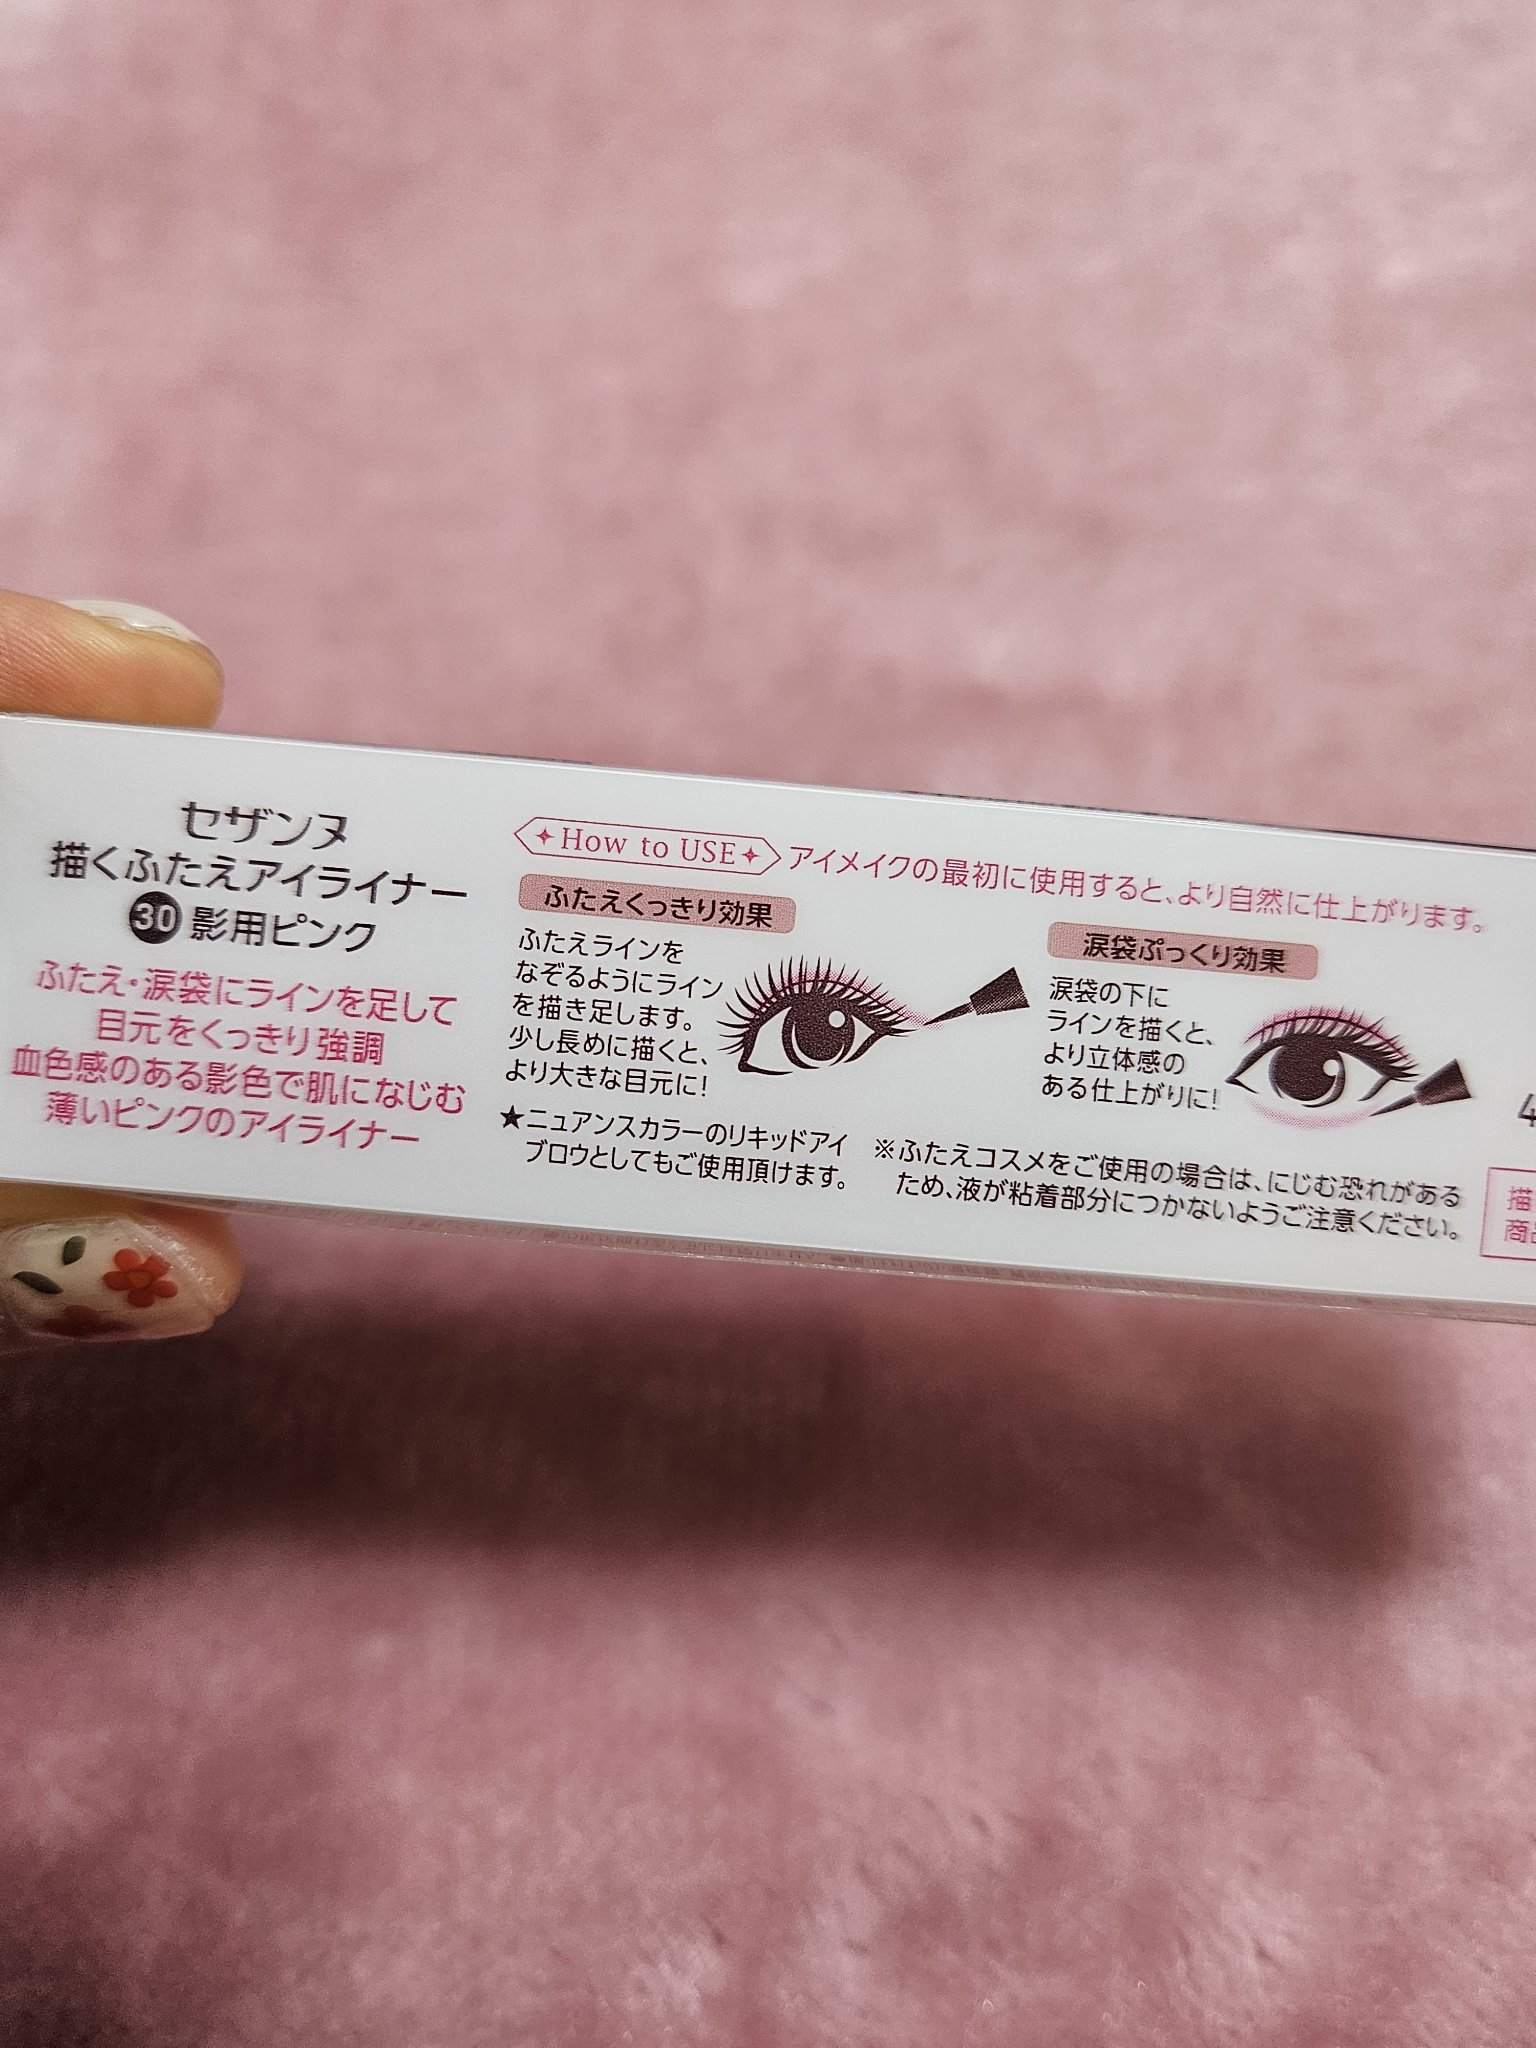 セザンヌ
描くふたえアイライナー
30 影用ピンク
ふたえ・涙袋にラインを足して
目元をくっきり強調
血色感のある影色で肌になじむ
薄いピンクのアイライナー
How to USE アイメイクの最初に使用すると、より自然に仕上がります。
ふたえくっきり効果
ふたえラインを
なぞるようにライン
を描き足します。
少し長めに描くと、
より大きな目元に!
★ニュアンスカラーのリキッドアイ
ブロウとしてもご使用頂けます。
涙袋ぷっくり効果
涙袋の下に
ラインを描くと、
より立体感の
ある仕上がりに!
※ふたえコスメをご使用の場合は、にじむ恐れがある
ため、液が粘着部分につかないようご注意ください。
描
商品